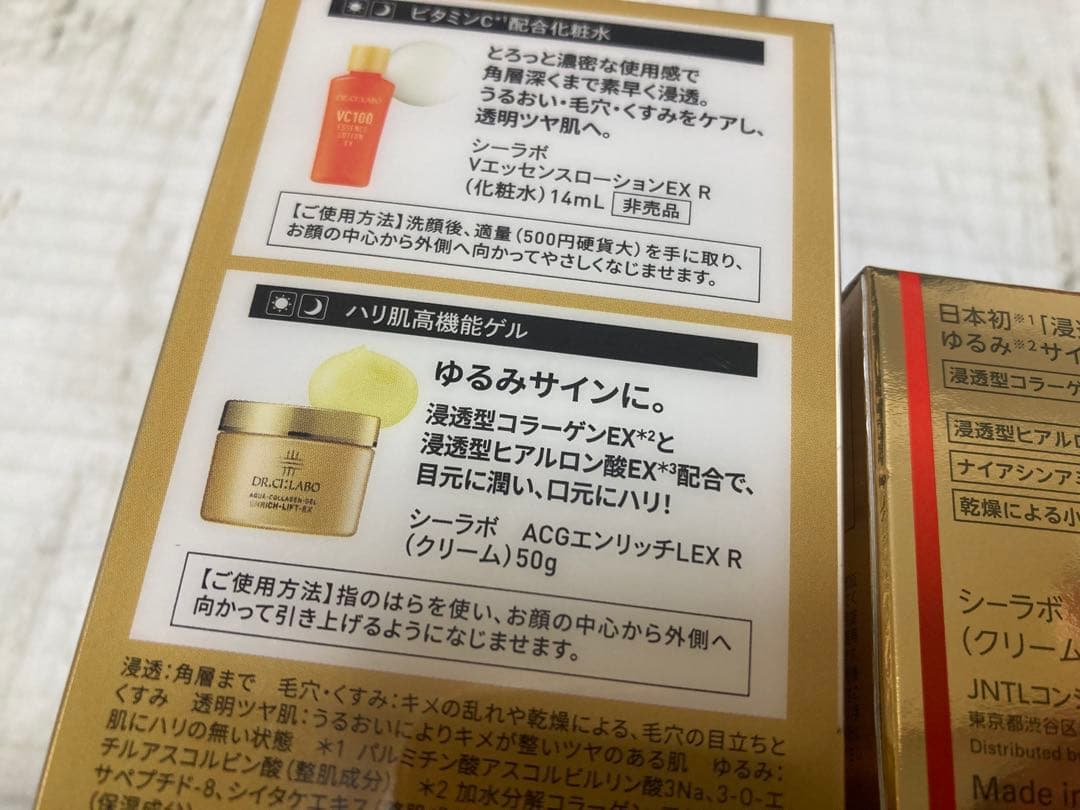 ビタミンC*1配合化粧水
とろっと濃密な使用感で
角層深くまで素早く浸透。
うるおい・毛穴・くすみをケアし、
透明ツヤ肌へ。
DR.CI:LABO
VC100
ESSENCE
LOTION
EX
シーラボ
VエッセンスローションEX R
(化粧水)14mL 非売品
【ご使用方法】洗顔後、適量(500円硬貨大)を手に取り、
お顔の中心から外側へ向かってやさしくなじませます。
ハリ肌高機能ゲル
ゆるみサインに。
浸透型コラーゲンEX*2と
浸透型ヒアルロン酸EX*3配合で、
目元に潤い、口元にハリ!
DR.CI:LABO
AQUA-COLLAGEN-GEL
ENRICH-LIFT-EX
シーラボ ACGエンリッチLEX R
(クリーム)50g
【ご使用方法】指のはらを使い、お顔の中心から外側へ
向かって引き上げるようになじませます。
浸透:角層まで 毛穴・くすみ:キメの乱れや乾燥による、毛穴の目立ちと
くすみ 透明ツヤ肌:うるおいによりキメが整いツヤのある肌 ゆるみ:
肌にハリの無い状態 *1 パルミチン酸アスコルビルリン酸3Na、3-O-エ
チルアスコルビン酸(整肌成分) *2 加水分解コラーゲン
サペプチド-8、シイタケエキス
(保湿成分)
日本初※1「浸透
ゆるみ※2サイ
浸透型コラーゲ
浸透型ヒアルロ
ナイアシンアミ
乾燥による小
シーラボ
(クリーム
JNTLコンシ
東京都渋谷区
Distributed by
Made in